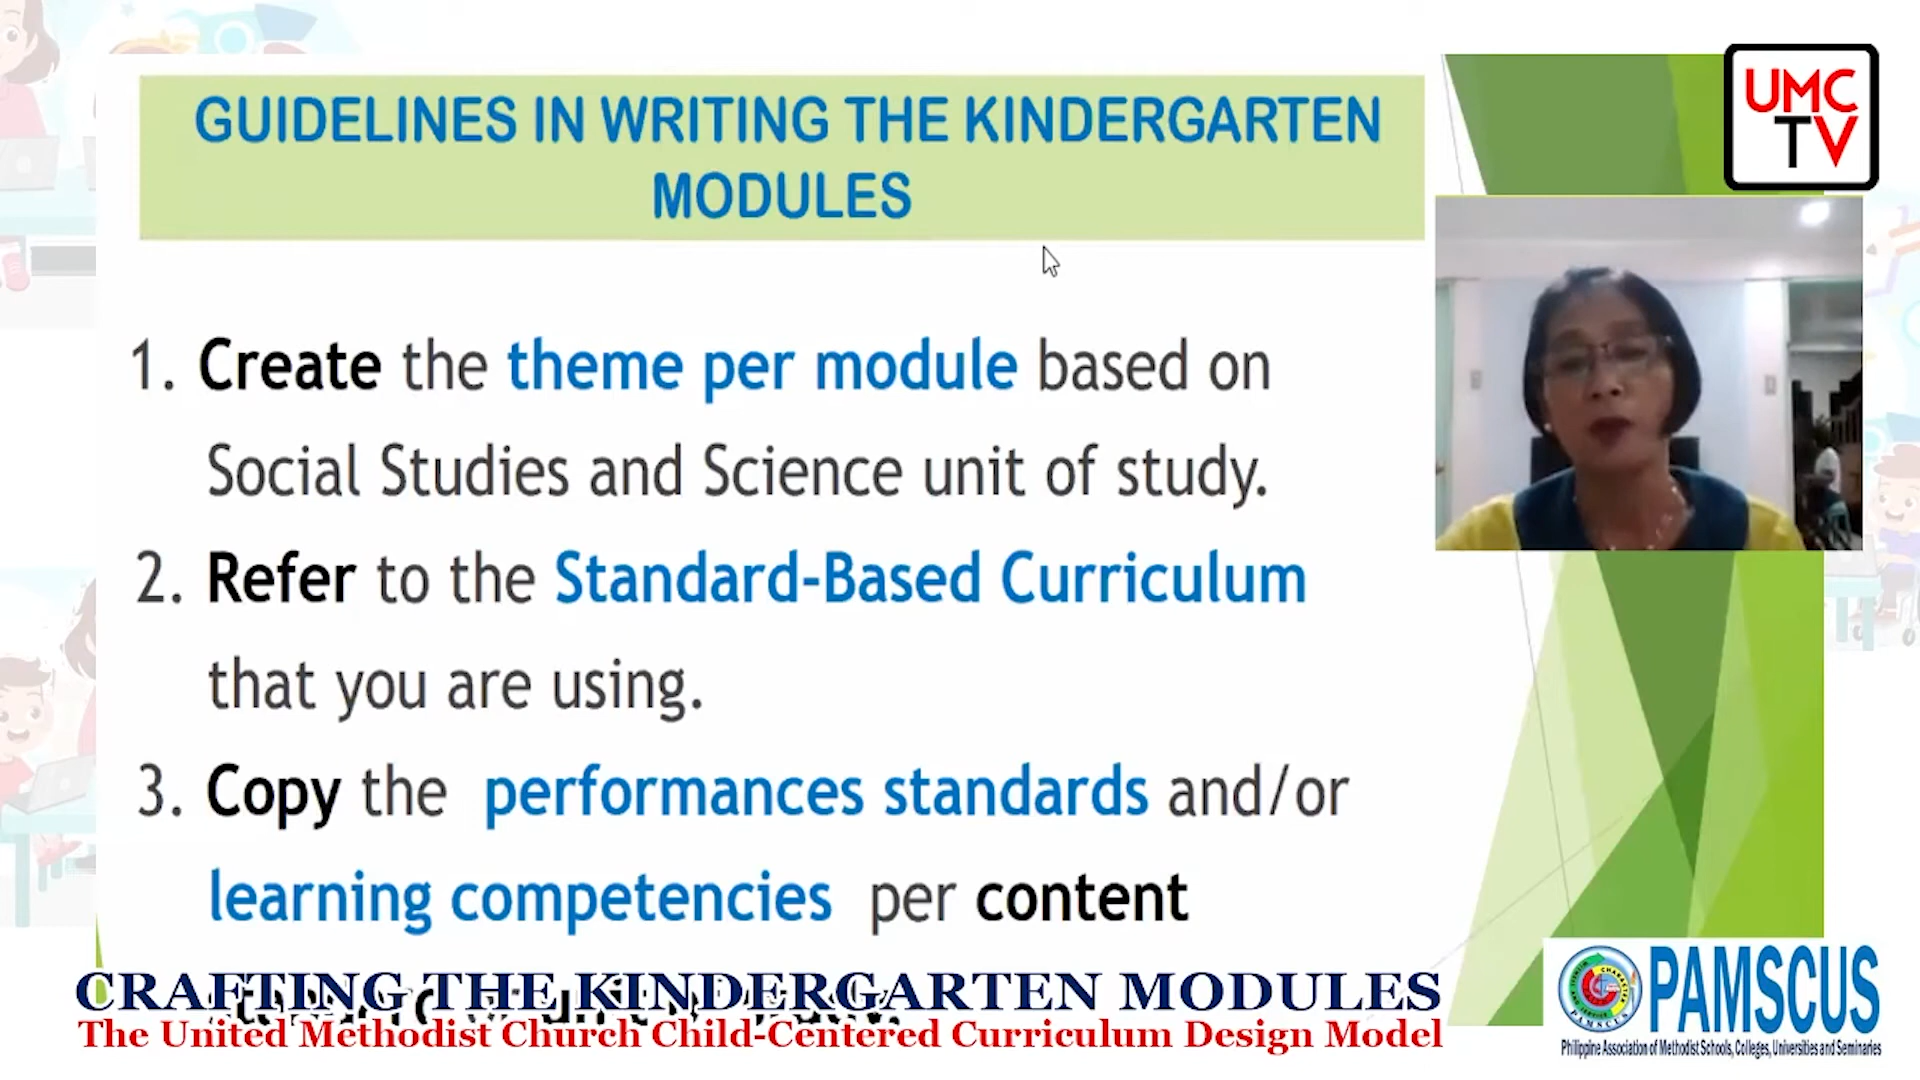 UMC
TV
GUIDELINES IN WRITING THE KINDERGARTEN
MODULES
1. Create the theme per module based on
Social Studies and Science unit of study.
2. Refer to the Standard-Based Curriculum
that you are using.
3. Copy the performances standards and/or
learning competencies per content
CRAFTING THE KINDERGARTEN MODULES
The United Methodist Church Child-Centered Curriculum Design Model
PAMSCUS
Philippine Association of Methodist Schools, Colleges, Universities and Seminaries